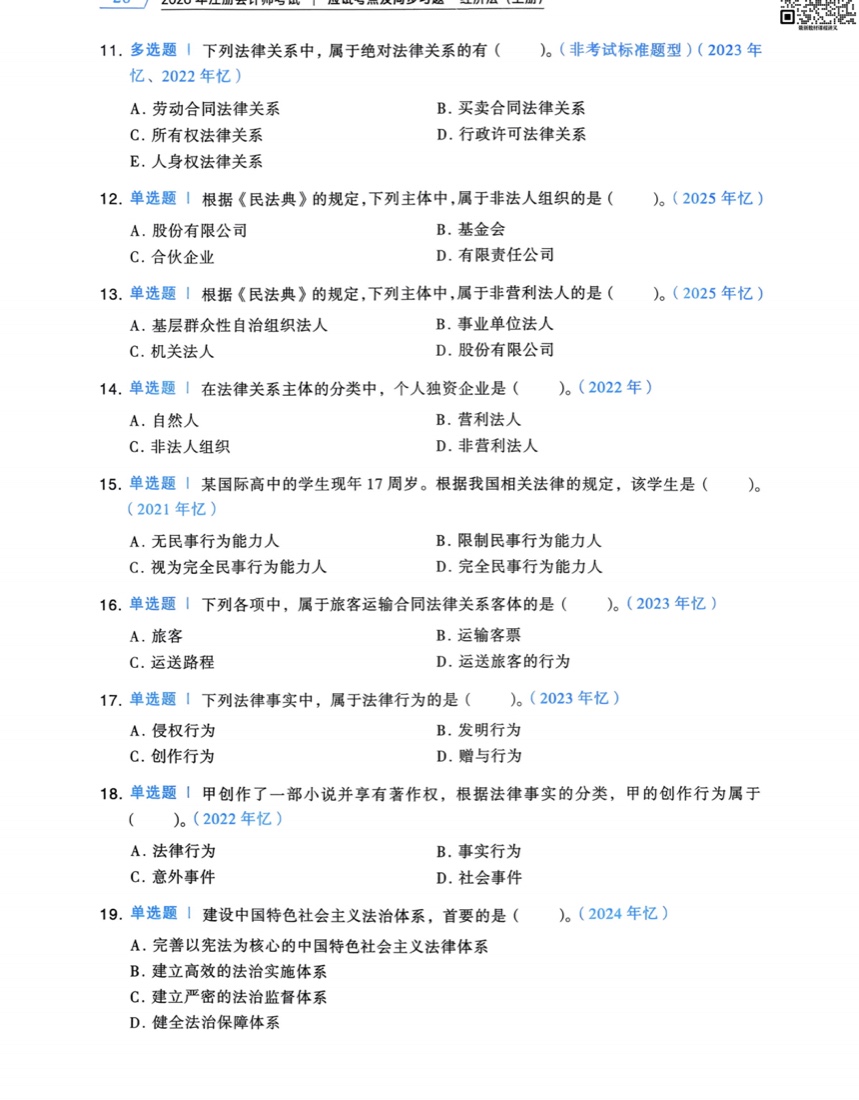 11. 多选题 | 下列法律关系中，属于绝对法律关系的有（　　）。（非考试标准题型）（2023 年
忆、2022 年忆）
A. 劳动合同法律关系　　B. 买卖合同法律关系
C. 所有权法律关系　　D. 行政许可法律关系
E. 人身权法律关系
12. 单选题 | 根据《民法典》的规定，下列主体中，属于非法人组织的是（　　）。（2025 年忆）
A. 股份有限公司　　B. 基金会
C. 合伙企业　　D. 有限责任公司
13. 单选题 | 根据《民法典》的规定，下列主体中，属于非营利法人的是（　　）。（2025 年忆）
A. 基层群众性自治组织法人　　B. 事业单位法人
C. 机关法人　　D. 股份有限公司
14. 单选题 | 在法律关系主体的分类中，个人独资企业是（　　）。（2022 年）
A. 自然人　　B. 营利法人
C. 非法人组织　　D. 非营利法人
15. 单选题 | 某国际高中的学生现年 17 周岁。根据我国相关法律的规定，该学生是（　　）。
（2021 年忆）
A. 无民事行为能力人　　B. 限制民事行为能力人
C. 视为完全民事行为能力人　　D. 完全民事行为能力人
16. 单选题 | 下列各项中，属于旅客运输合同法律关系客体的是（　　）。（2023 年忆）
A. 旅客　　B. 运输客票
C. 运送路程　　D. 运送旅客的行为
17. 单选题 | 下列法律事实中，属于法律行为的是（　　）。（2023 年忆）
A. 侵权行为　　B. 发明行为
C. 创作行为　　D. 赠与行为
18. 单选题 | 甲创作了一部小说并享有著作权，根据法律事实的分类，甲的创作行为属于
（　　）。（2022 年忆）
A. 法律行为　　B. 事实行为
C. 意外事件　　D. 社会事件
19. 单选题 | 建设中国特色社会主义法治体系，首要的是（　　）。（2024 年忆）
A. 完善以宪法为核心的中国特色社会主义法律体系
B. 建立高效的法治实施体系
C. 建立严密的法治监督体系
D. 健全法治保障体系